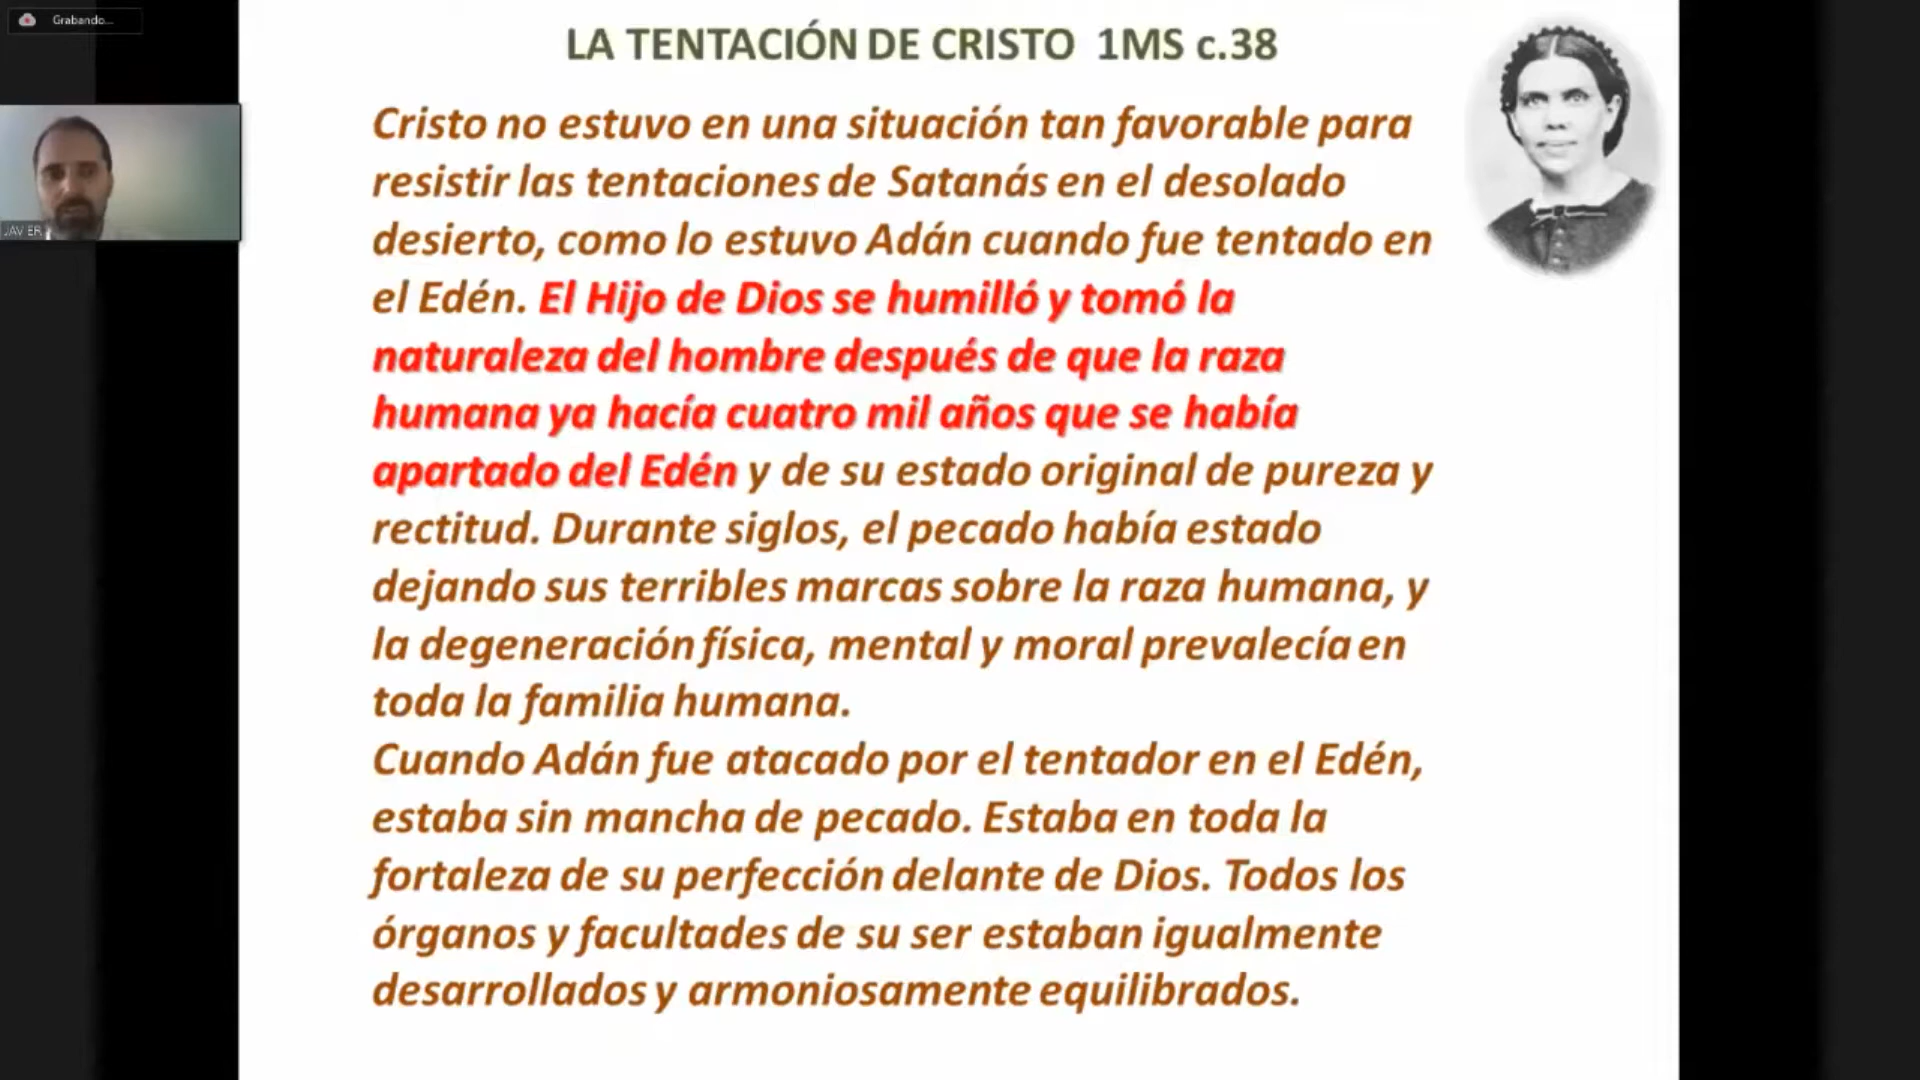 Grabando...
LA TENTACIÓN DE CRISTO 1MS c.38
JAVIER
Cristo no estuvo en una situación tan favorable para
resistir las tentaciones de Satanás en el desolado
desierto, como lo estuvo Adán cuando fue tentado en
el Edén. El Hijo de Dios se humilló y tomó la
naturaleza del hombre después de que la raza
humana ya hacía cuatro mil años que se había
apartado del Edén y de su estado original de pureza y
rectitud. Durante siglos, el pecado había estado
dejando sus terribles marcas sobre la raza humana, y
la degeneración física, mental y moral prevalecía en
toda la familia humana.
Cuando Adán fue atacado por el tentador en el Edén,
estaba sin mancha de pecado. Estaba en toda la
fortaleza de su perfección delante de Dios. Todos los
órganos y facultades de su ser estaban igualmente
desarrollados y armoniosamente equilibrados.